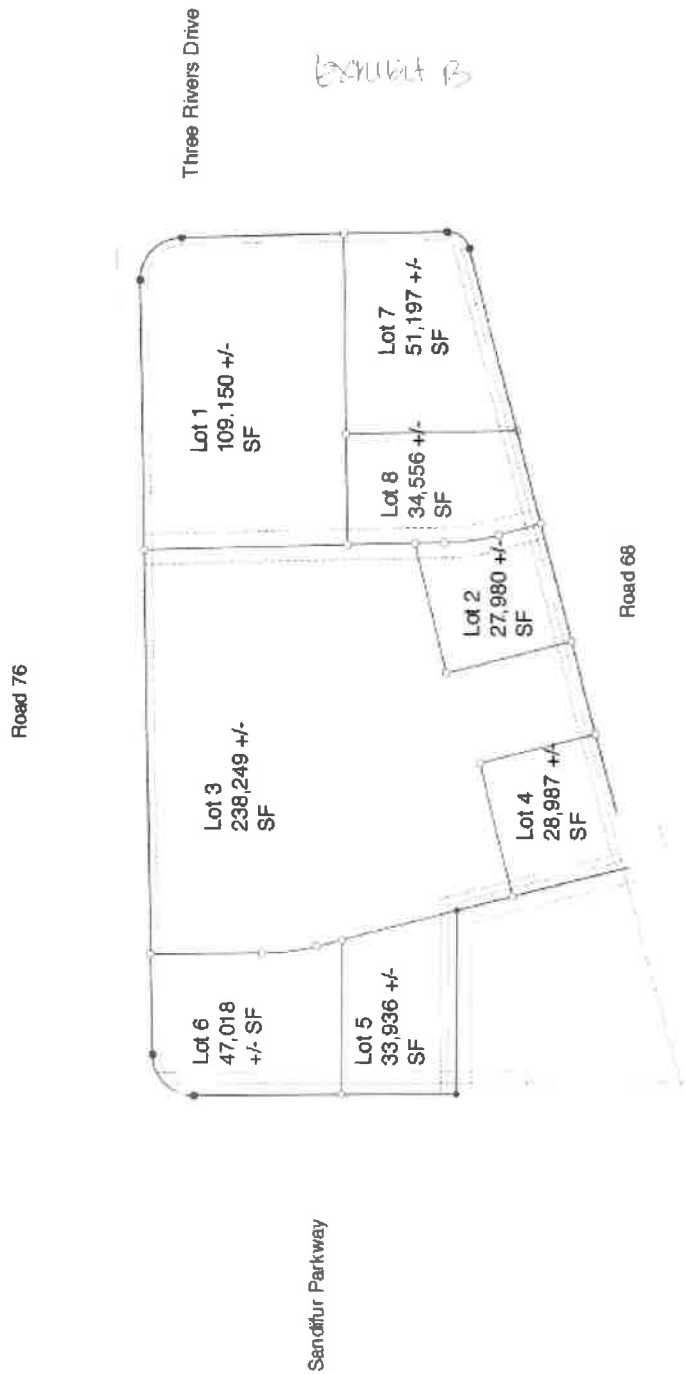 Road 76
Three Rivers Drive
Exhibit B
Lot 1
109.150 +/-
SF
Lot 7
51,197 +/-
SF
Lot 8
34,556 +/-
SF
Lot 2
27,980 +/-
SF
Lot 3
238,249 +/-
SF
Lot 4
28,987 +/-
SF
Lot 6
47,018
+/- SF
Lot 5
33,936 +/-
SF
Road 68
Sandifur Parkway